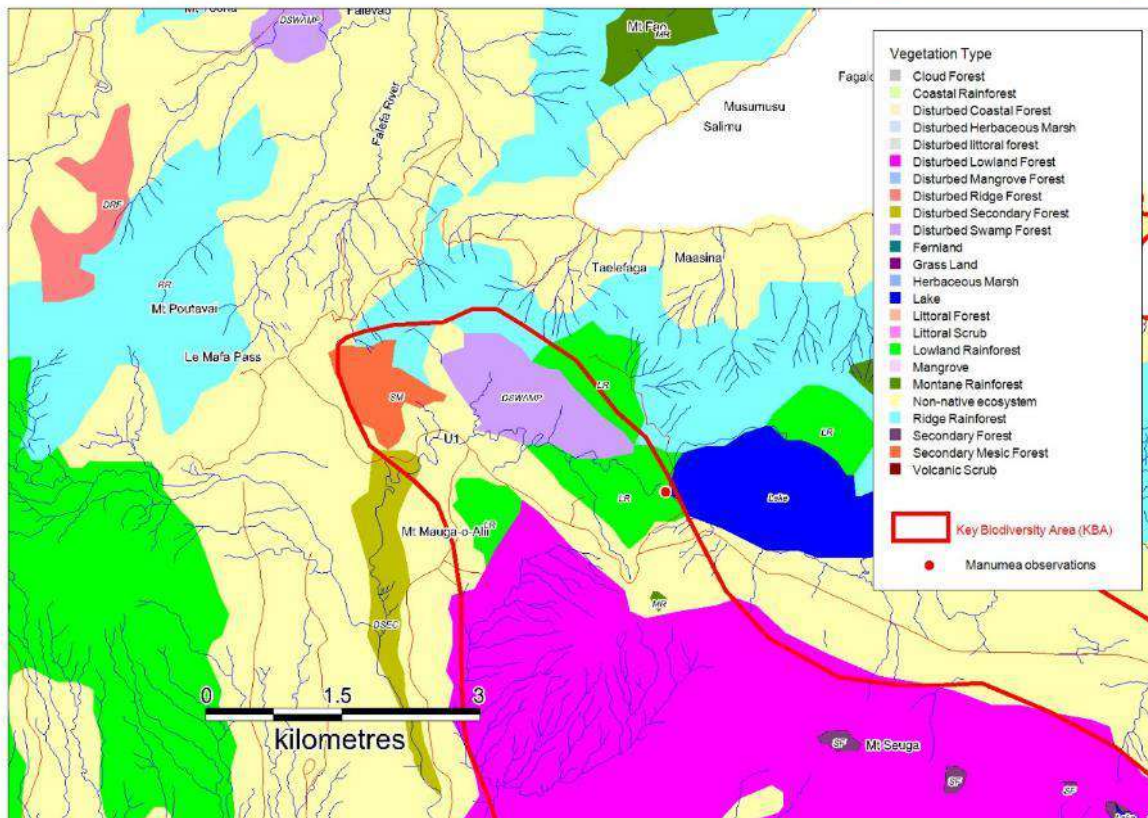 Falevao
DSWAMP
Mt Fao
MR
Fagalo
Musumusu
Salimu
Falefa River
DRF
Taelefaga
Maasina
RR
Mt Poutavai
Le Mafa Pass
LR
SM
DSWAMP
U1
LR
LR
Lake
Mt Mauga-o-Alii
LR
MR
DSEC
0 1.5 3
kilometres
SF
Mt Seuga
SF
SF
Lake
Vegetation Type
Cloud Forest
Coastal Rainforest
Disturbed Coastal Forest
Disturbed Herbaceous Marsh
Disturbed littoral forest
Disturbed Lowland Forest
Disturbed Mangrove Forest
Disturbed Ridge Forest
Disturbed Secondary Forest
Disturbed Swamp Forest
Fernland
Grass Land
Herbaceous Marsh
Lake
Littoral Forest
Littoral Scrub
Lowland Rainforest
Mangrove
Montane Rainforest
Non-native ecosystem
Ridge Rainforest
Secondary Forest
Secondary Mesic Forest
Volcanic Scrub
Key Biodiversity Area (KBA)
Manumea observations